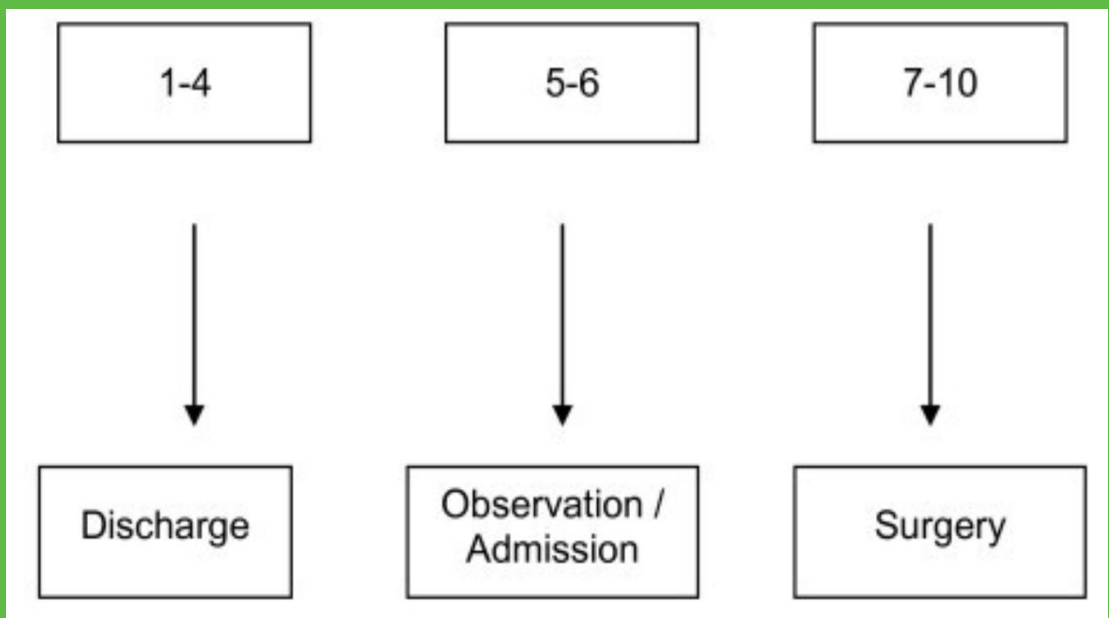 1-4
5-6
7-10
Discharge
Observation /
Admission
Surgery